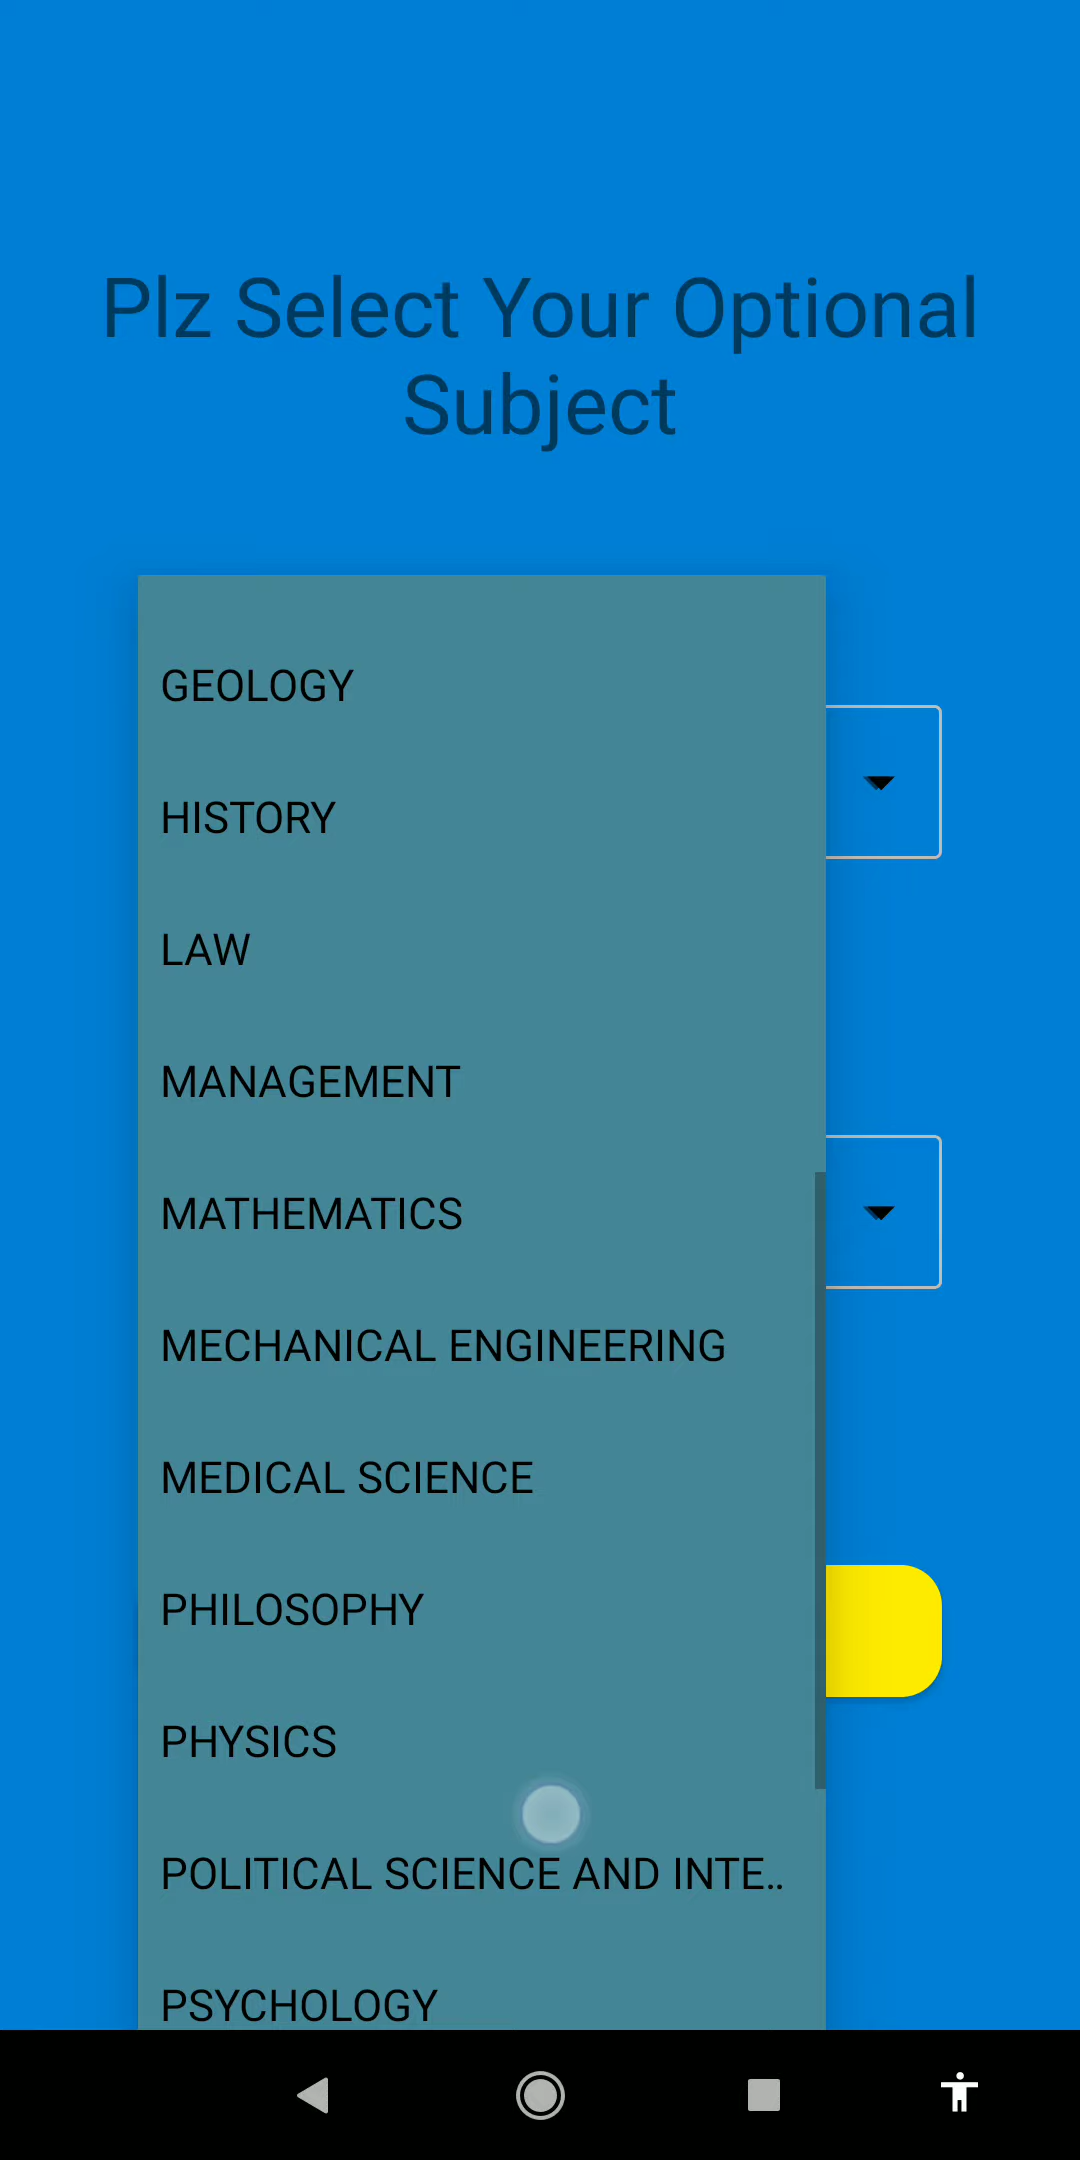 Plz Select Your Optional
Subject
GEOLOGY
HISTORY
LAW
MANAGEMENT
MATHEMATICS
MECHANICAL ENGINEERING
MEDICAL SCIENCE
PHILOSOPHY
PHYSICS
POLITICAL SCIENCE AND INTE..
PSYCHOLOGY